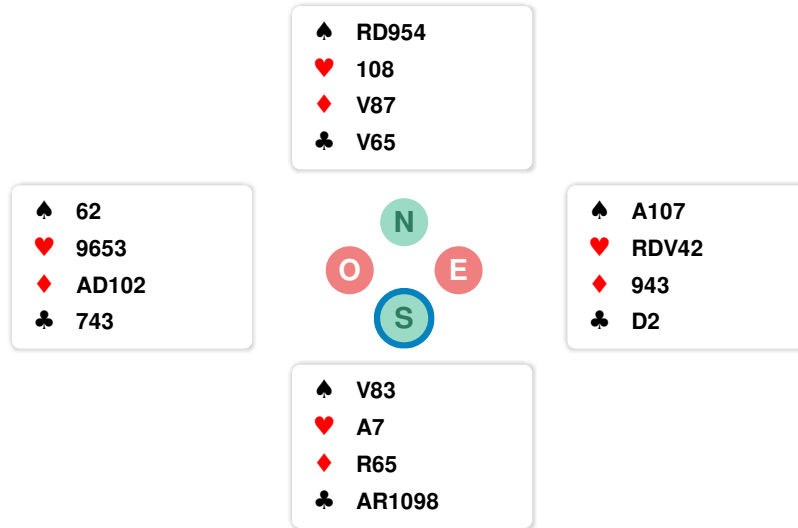 ♠ RD954
♥ 108
♦ V87
♣ V65
♠ 62
♥ 9653
♦ AD102
♣ 743
N
O E
S
♠ A107
♥ RDV42
♦ 943
♣ D2
♠ V83
♥ A7
♦ R65
♣ AR1098